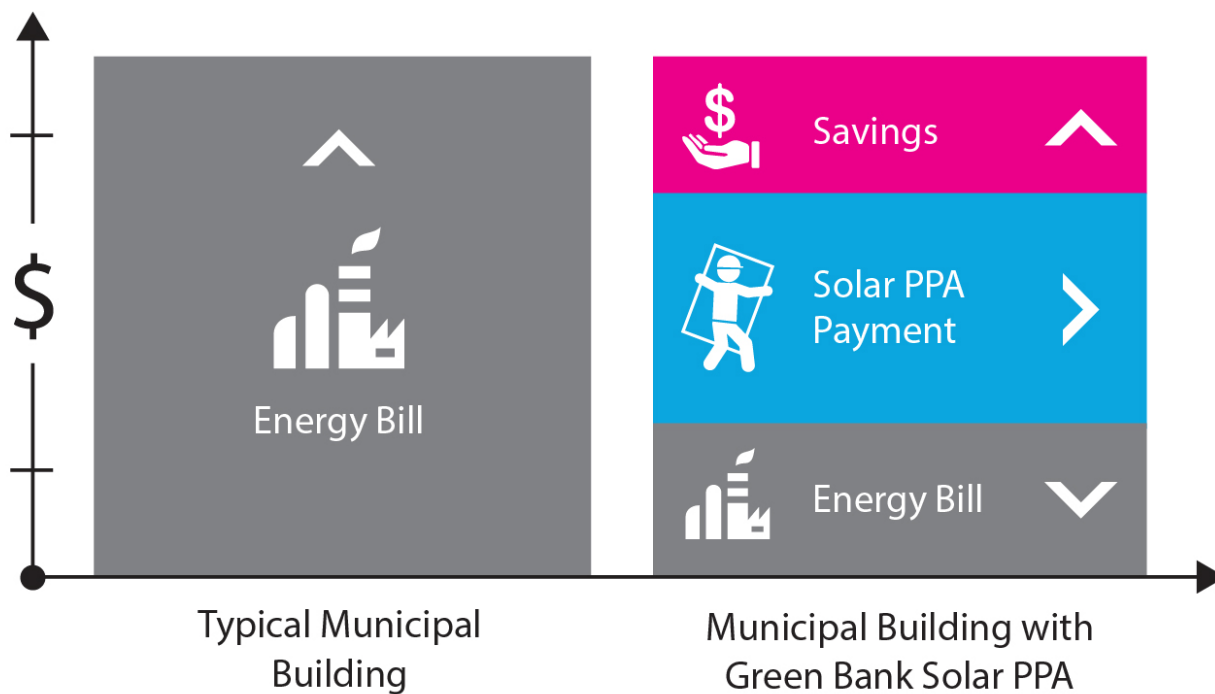 $
Energy Bill
$
Savings
Solar PPA
Payment
Energy Bill
Typical Municipal
Building
Municipal Building with
Green Bank Solar PPA